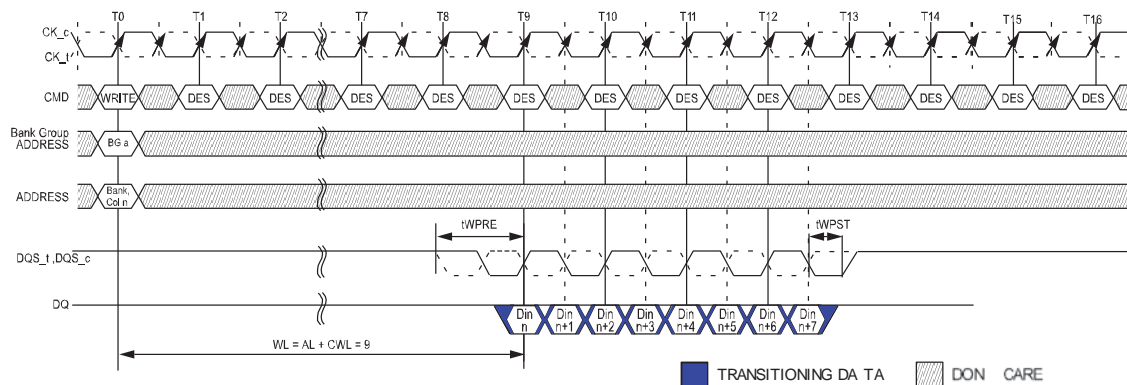 T0 T1 T2 T7 T8 T9 T10 T11 T12 T13 T14 T15 T16
CK_c
CK_t
CMD WRITE DES DES DES DES DES DES DES DES DES DES DES DES
Bank Group
ADDRESS BG a
ADDRESS Bank,
Col n
tWPRE tWPST
DQS_t ,DQS_c
DQ Din n Din n+1 Din n+2 Din n+3 Din n+4 Din n+5 Din n+6 Din n+7
WL = AL + CWL = 9
TRANSITIONING DA TA DON CARE